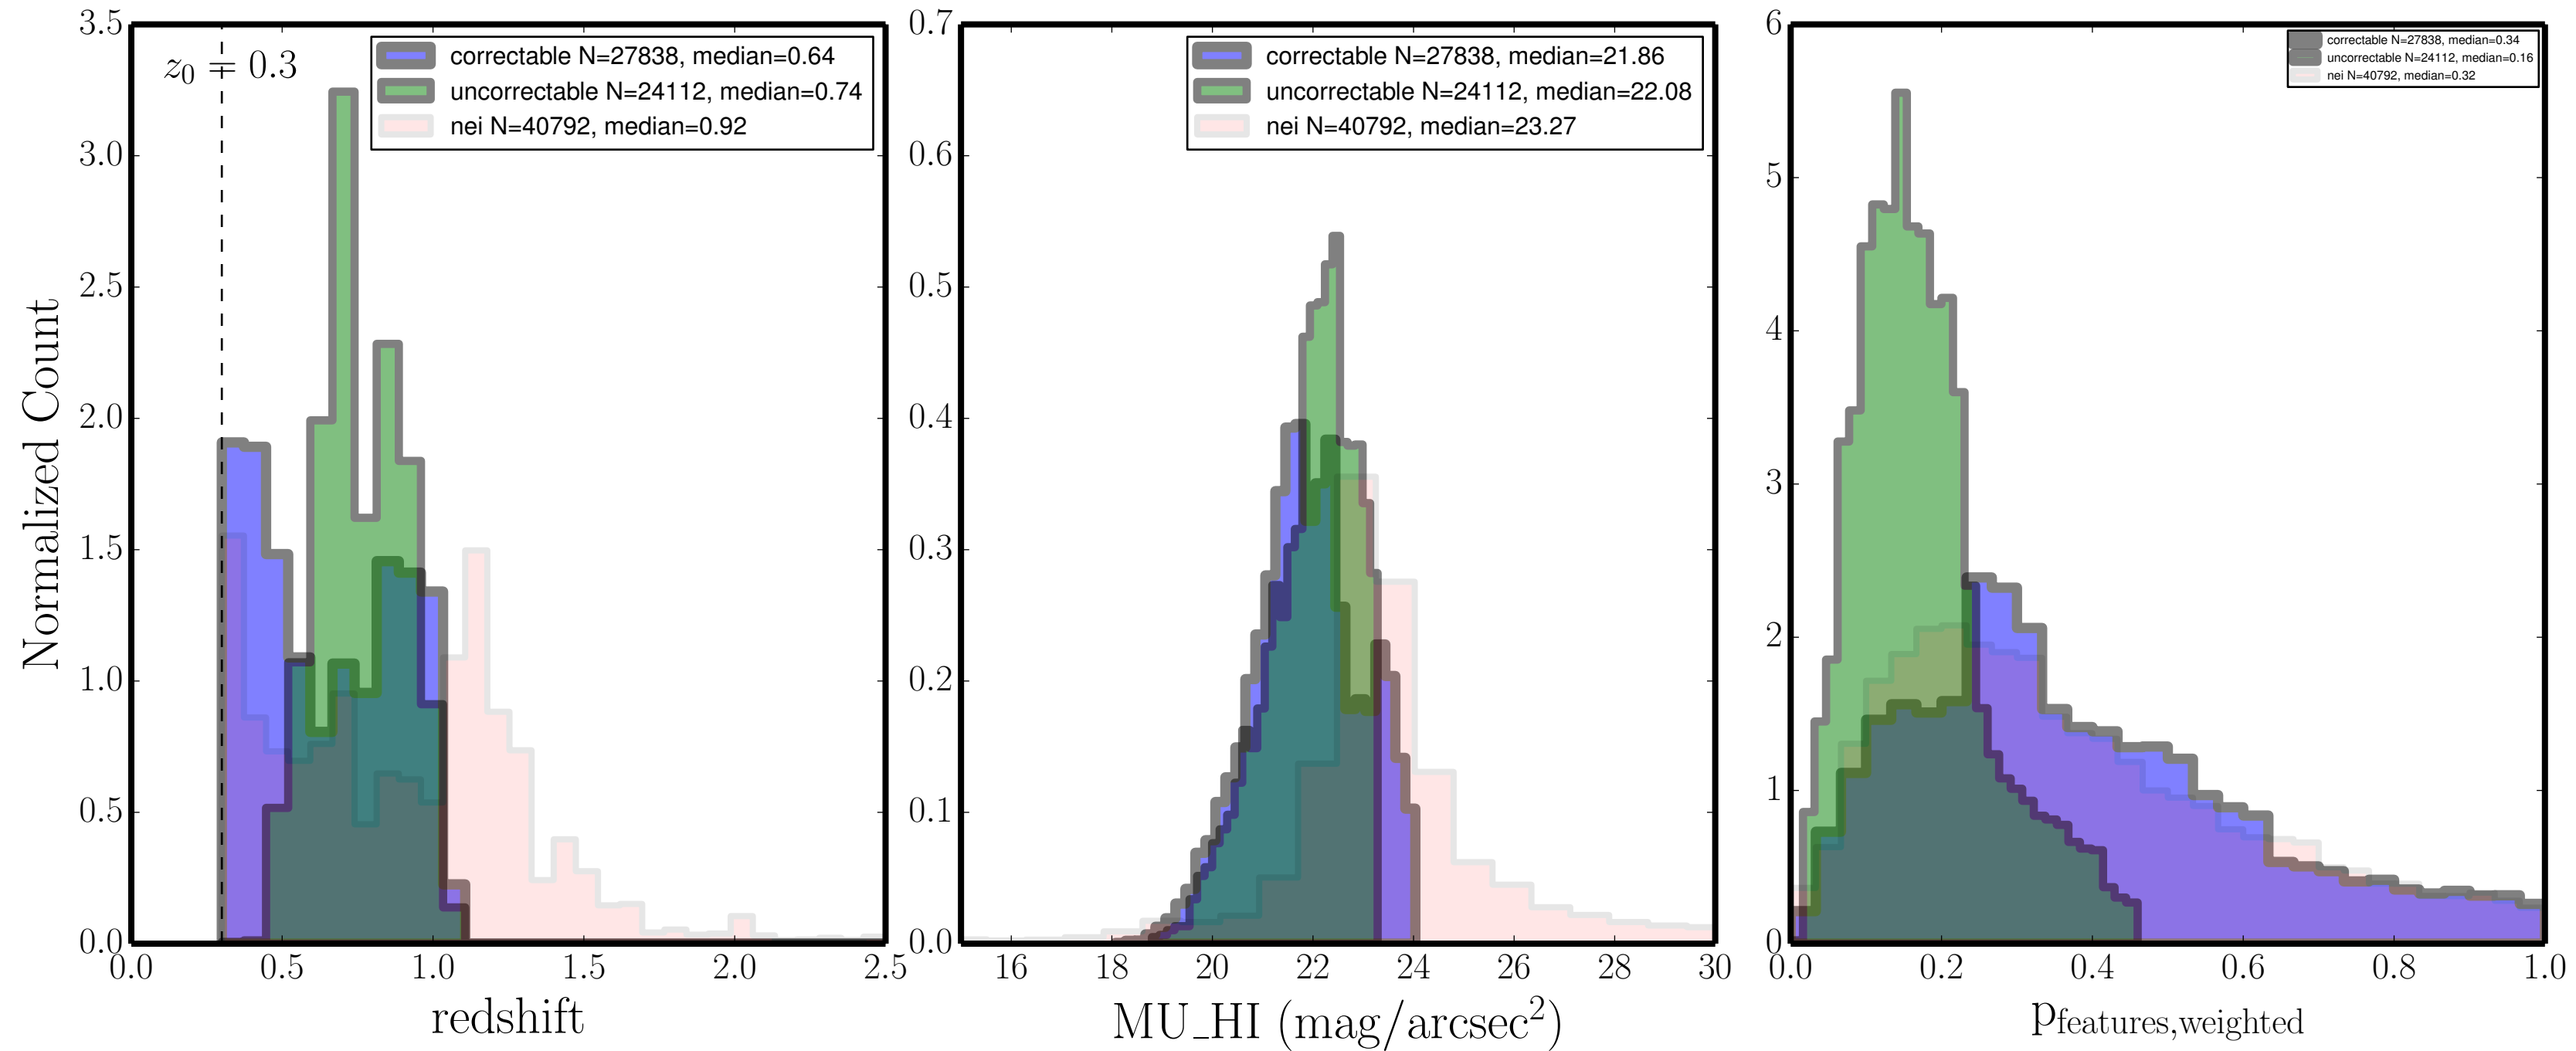 3.5
3.0
2.5
2.0
1.5
1.0
0.5
0.0
Normalized Count
z0 = 0.3
correctable N=27838, median=0.64
uncorrectable N=24112, median=0.74
nei N=40792, median=0.92
0.0 0.5 1.0 1.5 2.0 2.5
redshift
0.7
0.6
0.5
0.4
0.3
0.2
0.1
0.0
correctable N=27838, median=21.86
uncorrectable N=24112, median=22.08
nei N=40792, median=23.27
16 18 20 22 24 26 28 30
MU_HI (mag/arcsec²)
6
5
4
3
2
1
0
correctable N=27838, median=0.34
uncorrectable N=24112, median=0.16
nei N=40792, median=0.32
0.0 0.2 0.4 0.6 0.8 1.0
pfeatures,weighted